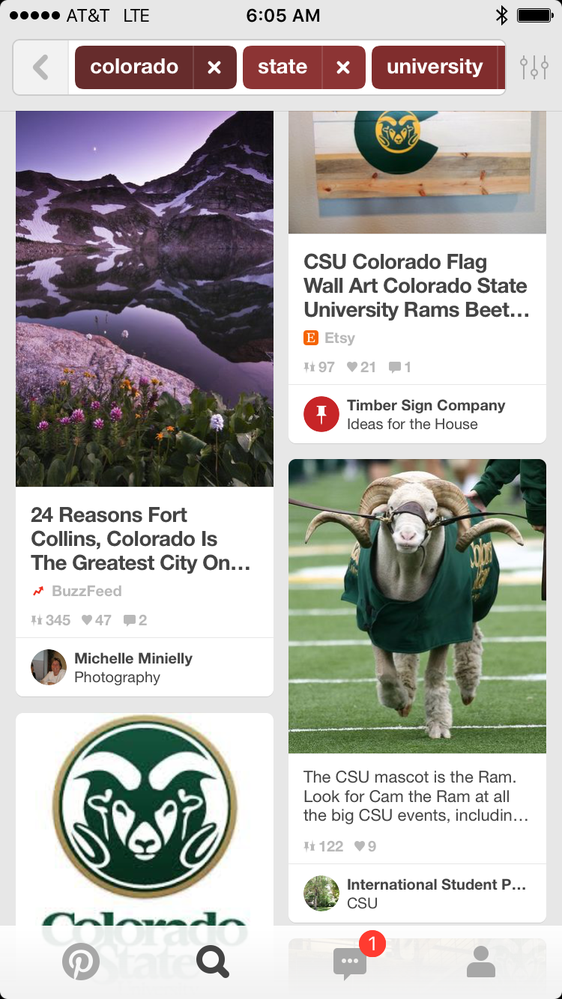 AT&T LTE 6:05 AM
colorado × state × university
24 Reasons Fort
Collins, Colorado Is
The Greatest City On...
BuzzFeed
345 47 2
Michelle Minielly
Photography
Colorado
State
CSU Colorado Flag
Wall Art Colorado State
University Rams Beet...
E Etsy
97 21 1
Timber Sign Company
Ideas for the House
The CSU mascot is the Ram.
Look for Cam the Ram at all
the big CSU events, includin...
122 9
International Student P...
CSU
1